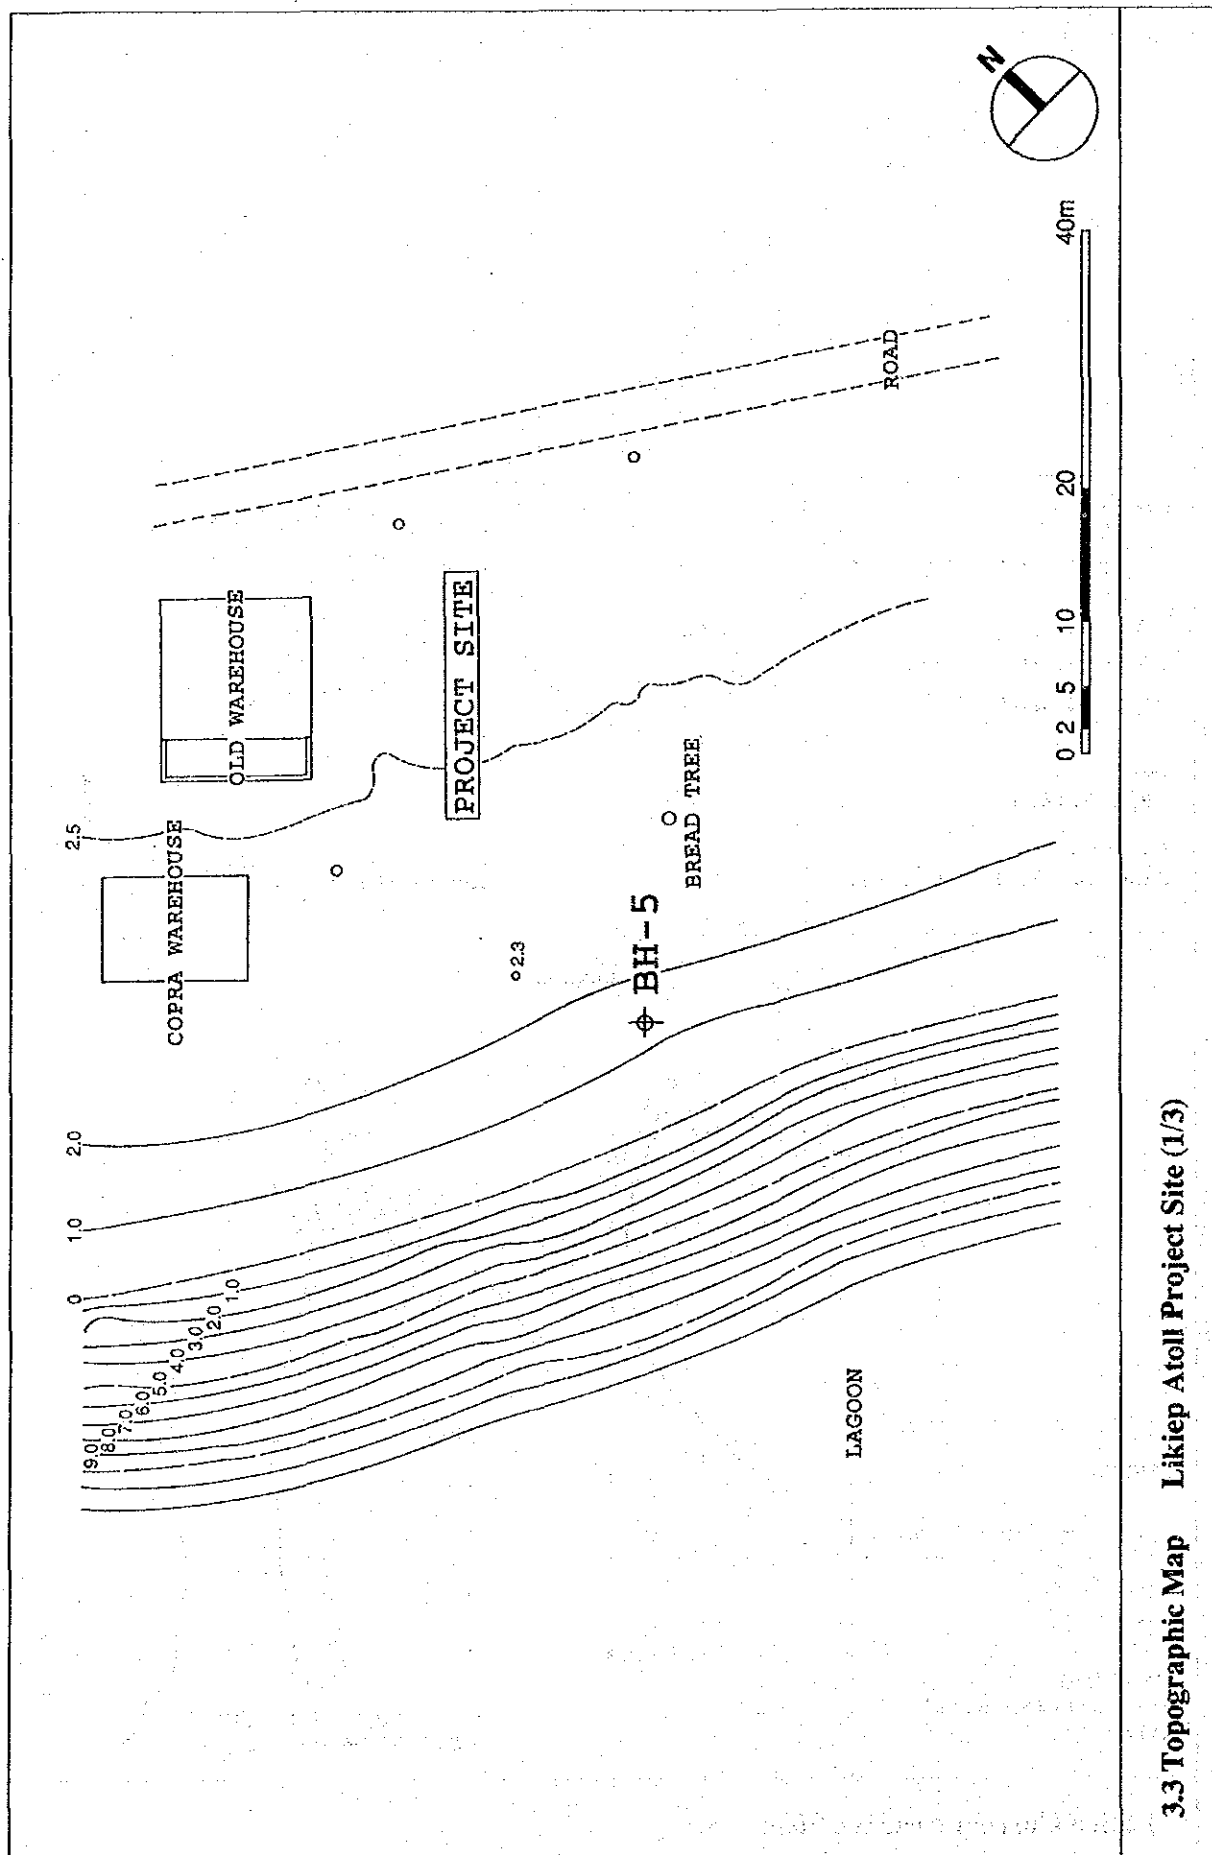 N
2.5
COPRA WAREHOUSE
OLD WAREHOUSE
PROJECT SITE
ROAD
2.3
BH-5
BREAD TREE
2.0
1.0
0
1.0
2.0
3.0
4.0
5.0
6.0
7.0
8.0
9.0
LAGOON
0 2 5 10 20 40m
3.3 Topographic Map Likiep Atoll Project Site (1/3)